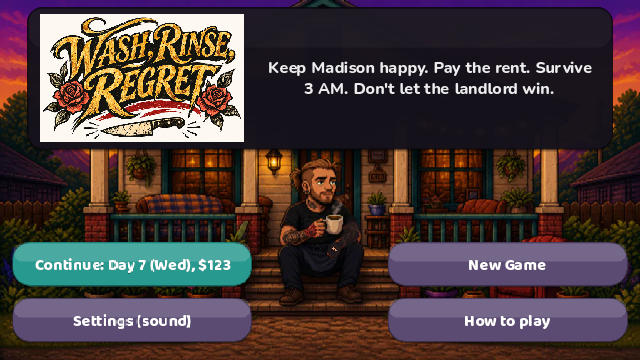 WASH, RINSE,
REGRET
Keep Madison happy. Pay the rent. Survive
3 AM. Don't let the landlord win.
Continue: Day 7 (Wed), $123
New Game
Settings (sound)
How to play